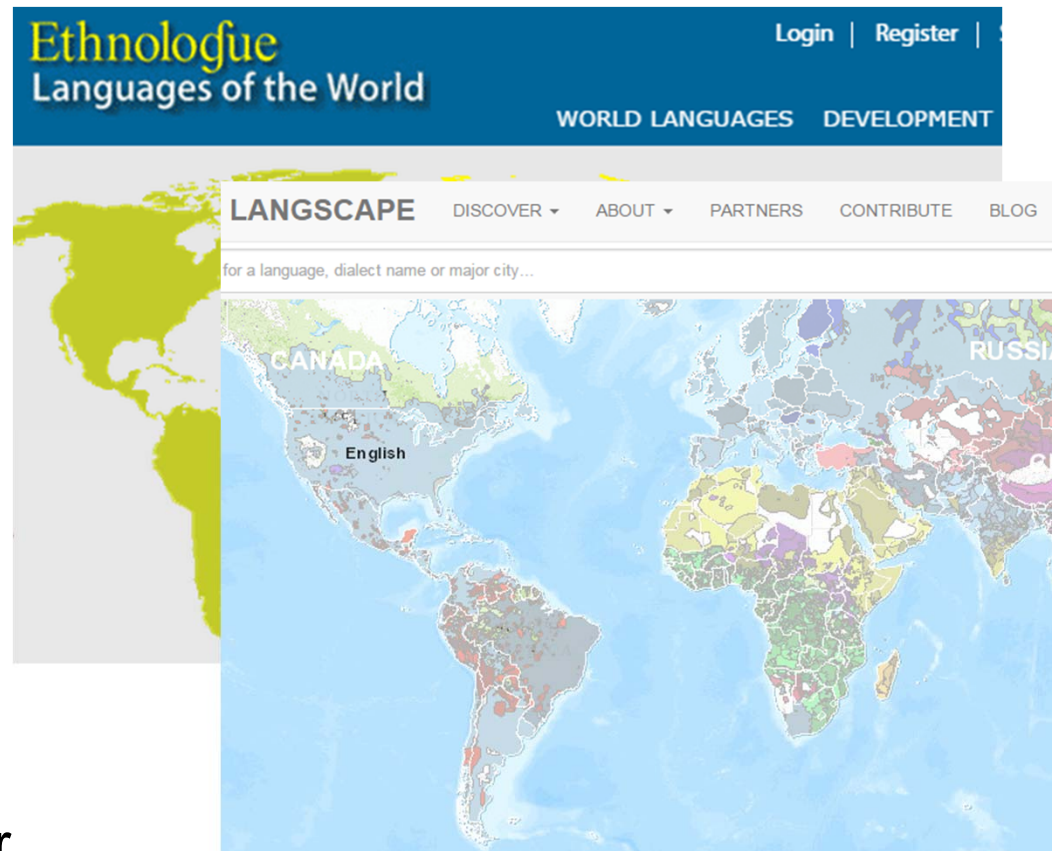 Ethnologue
Languages of the World
Login | Register |
WORLD LANGUAGES DEVELOPMENT
LANGSCAPE DISCOVER ABOUT PARTNERS CONTRIBUTE BLOG
for a language, dialect name or major city...
CANADA
RUSSIA
English
r